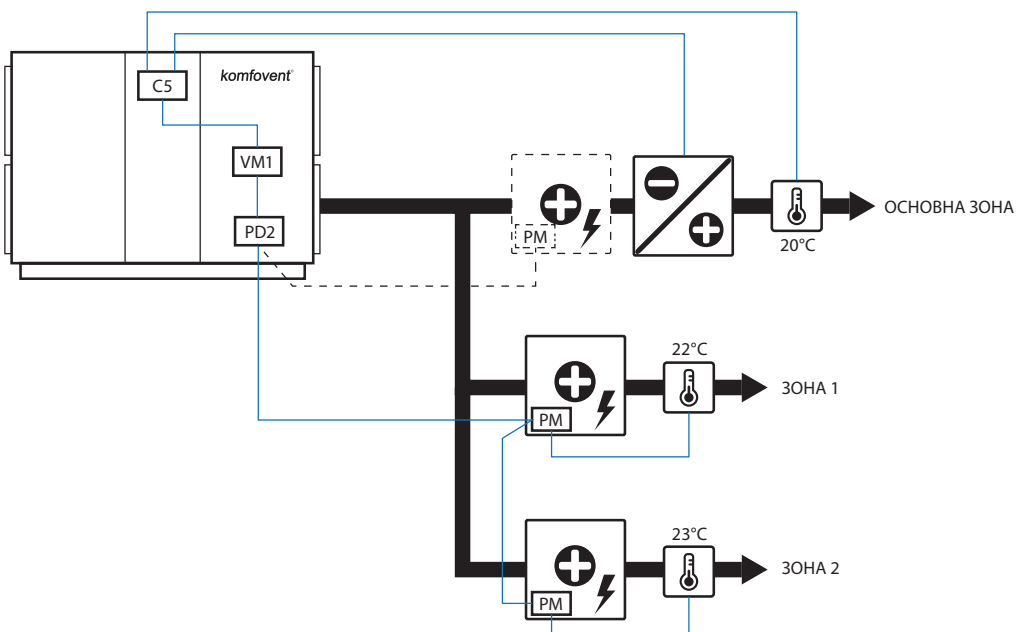 C5
komfovent®
VM1
PD2
PM
20°C
ОСНОВНА ЗОНА
22°C
PM
ЗОНА 1
23°C
PM
ЗОНА 2